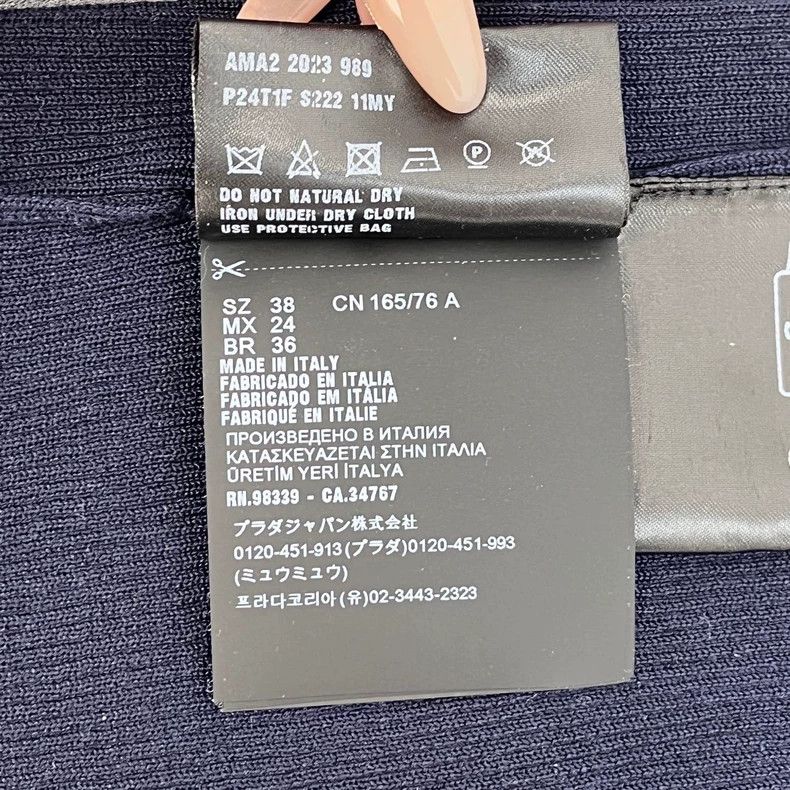 AMA2 2023 989
P24T1F S222 11MY
P
DO NOT NATURAL DRY
IRON UNDER DRY CLOTH
USE PROTECTIVE BAG
SZ 38 CN 165/76 A
MX 24
BR 36
MADE IN ITALY
FABRICADO EN ITALIA
FABRICADO EM ITÁLIA
FABRIQUÉ EN ITALIE
ПРОИЗВЕДЕНО В ИТАЛИЯ
ΚΑΤΑΣΚΕΥΑΖΕΤΑΙ ΣΤΗΝ ΙΤΑΛΙΑ
ÜRETİM YERİ İTALYA
RN.98339 - CA.34767
プラダジャパン株式会社
0120-451-913(プラダ)0120-451-993
(ミュウミュウ)
프라다코리아(유)02-3443-2323